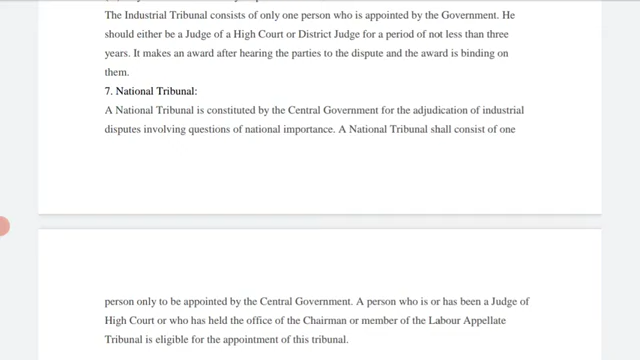 The Industrial Tribunal consists of only one person who is appointed by the Government. He
should either be a Judge of a High Court or District Judge for a period of not less than three
years. It makes an award after hearing the parties to the dispute and the award is binding on
them.
7. National Tribunal:
A National Tribunal is constituted by the Central Government for the adjudication of industrial
disputes involving questions of national importance. A National Tribunal shall consist of one
person only to be appointed by the Central Government. A person who is or has been a Judge of
High Court or who has held the office of the Chairman or member of the Labour Appellate
Tribunal is eligible for the appointment of this tribunal.